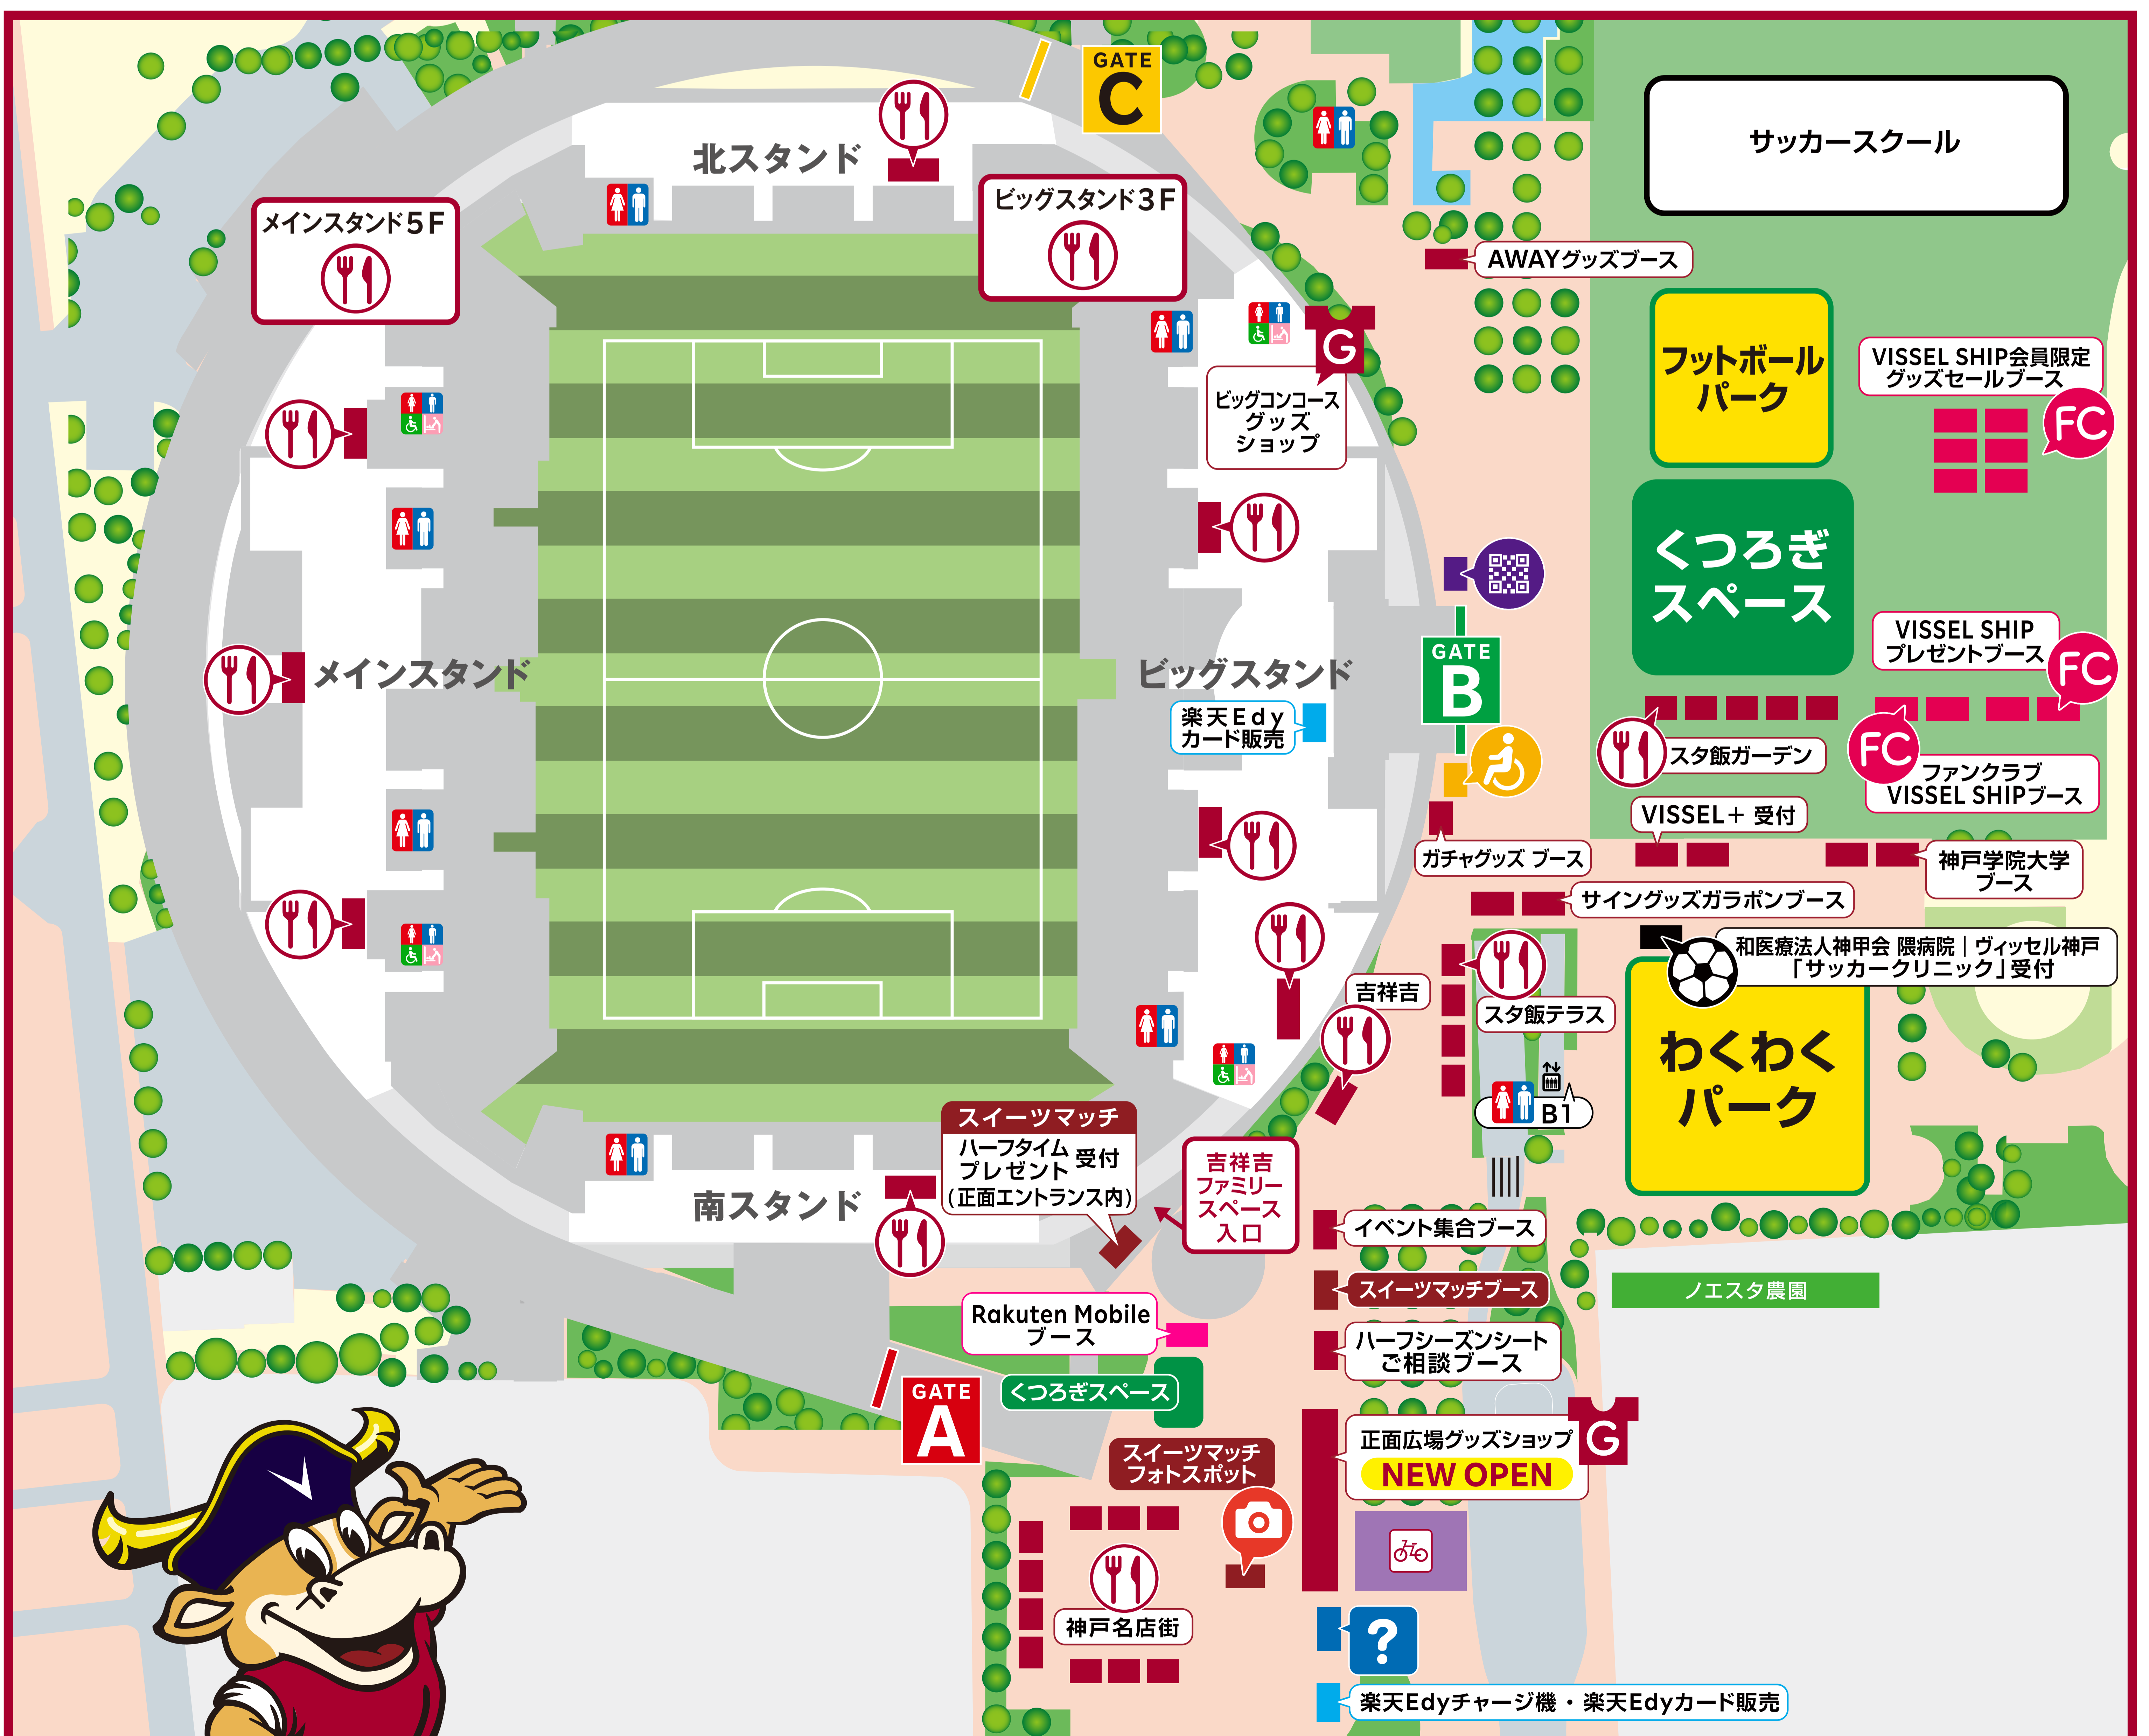 GATE
C
北スタンド
サッカースクール
メインスタンド5F
ビッグスタンド3F
AWAYグッズブース
フットボール
パーク
VISSEL SHIP会員限定
グッズセールブース
FC
G
ビッグコンコース
グッズ
ショップ
くつろぎ
スペース
GATE
B
VISSEL SHIP
プレゼントブース
FC
メインスタンド
ビッグスタンド
楽天Edy
カード販売
スタ飯ガーデン
FC
ファンクラブ
VISSEL SHIPブース
VISSEL＋ 受付
ガチャグッズ ブース
神戸学院大学
ブース
サイングッズガラポンブース
和医療法人神甲会 隈病院｜ヴィッセル神戸
「サッカークリニック」受付
吉祥吉
スタ飯テラス
わくわく
パーク
B1
スイーツマッチ
ハーフタイム
プレゼント 受付
(正面エントランス内)
吉祥吉
ファミリー
スペース
入口
南スタンド
イベント集合ブース
スイーツマッチブース
ノエスタ農園
Rakuten Mobile
ブース
ハーフシーズンシート
ご相談ブース
くつろぎスペース
GATE
A
正面広場グッズショップ
NEW OPEN
G
スイーツマッチ
フォトスポット
神戸名店街
?
楽天Edyチャージ機・楽天Edyカード販売